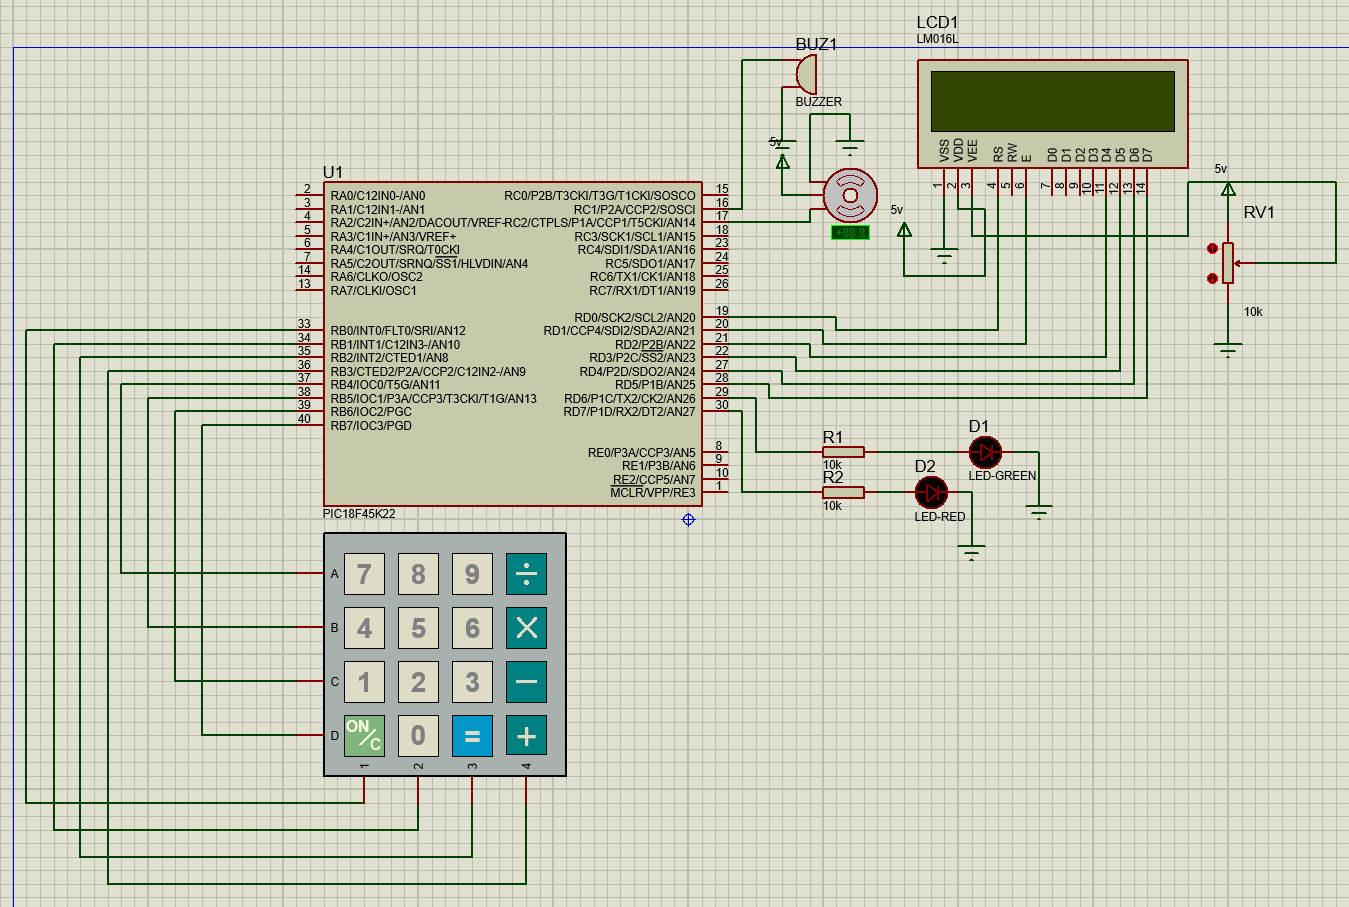 LCD1
LM016L
BUZ1
BUZZER
5v
VSS
VDD
VEE
RS
RW
E
D0
D1
D2
D3
D4
D5
D6
D7
1
2
3
4
5
6
7
8
9
10
11
12
13
14
5v
RV1
10k
5v
+88.8
U1
2 RA0/C12IN0-/AN0 RC0/P2B/T3CKI/T3G/T1CKI/SOSCO 15
3 RA1/C12IN1-/AN1 RC1/P2A/CCP2/SOSCI 16
4 RA2/C2IN+/AN2/DACOUT/VREF-RC2/CTPLS/P1A/CCP1/T5CKI/AN14 17
5 RA3/C1IN+/AN3/VREF+ RC3/SCK1/SCL1/AN15 18
6 RA4/C1OUT/SRQ/T0CKI RC4/SDI1/SDA1/AN16 23
7 RA5/C2OUT/SRNQ/SS1/HLVDIN/AN4 RC5/SDO1/AN17 24
14 RA6/CLKO/OSC2 RC6/TX1/CK1/AN18 25
13 RA7/CLKI/OSC1 RC7/RX1/DT1/AN19 26
RD0/SCK2/SCL2/AN20 19
33 RB0/INT0/FLT0/SRI/AN12 RD1/CCP4/SDI2/SDA2/AN21 20
34 RB1/INT1/C12IN3-/AN10 RD2/P2B/AN22 21
35 RB2/INT2/CTED1/AN8 RD3/P2C/SS2/AN23 22
36 RB3/CTED2/P2A/CCP2/C12IN2-/AN9 RD4/P2D/SDO2/AN24 27
37 RB4/IOC0/T5G/AN11 RD5/P1B/AN25 28
38 RB5/IOC1/P3A/CCP3/T3CKI/T1G/AN13 RD6/P1C/TX2/CK2/AN26 29
39 RB6/IOC2/PGC RD7/P1D/RX2/DT2/AN27 30
40 RB7/IOC3/PGD
RE0/P3A/CCP3/AN5 8
RE1/P3B/AN6 9
RE2/CCP5/AN7 10
MCLR/VPP/RE3 1
PIC18F45K22
R1
10k
R2
10k
D1
LED-GREEN
D2
LED-RED
A 7 8 9 ÷
B 4 5 6 ×
C 1 2 3 −
D ON/C 0 = +
1 2 3 4